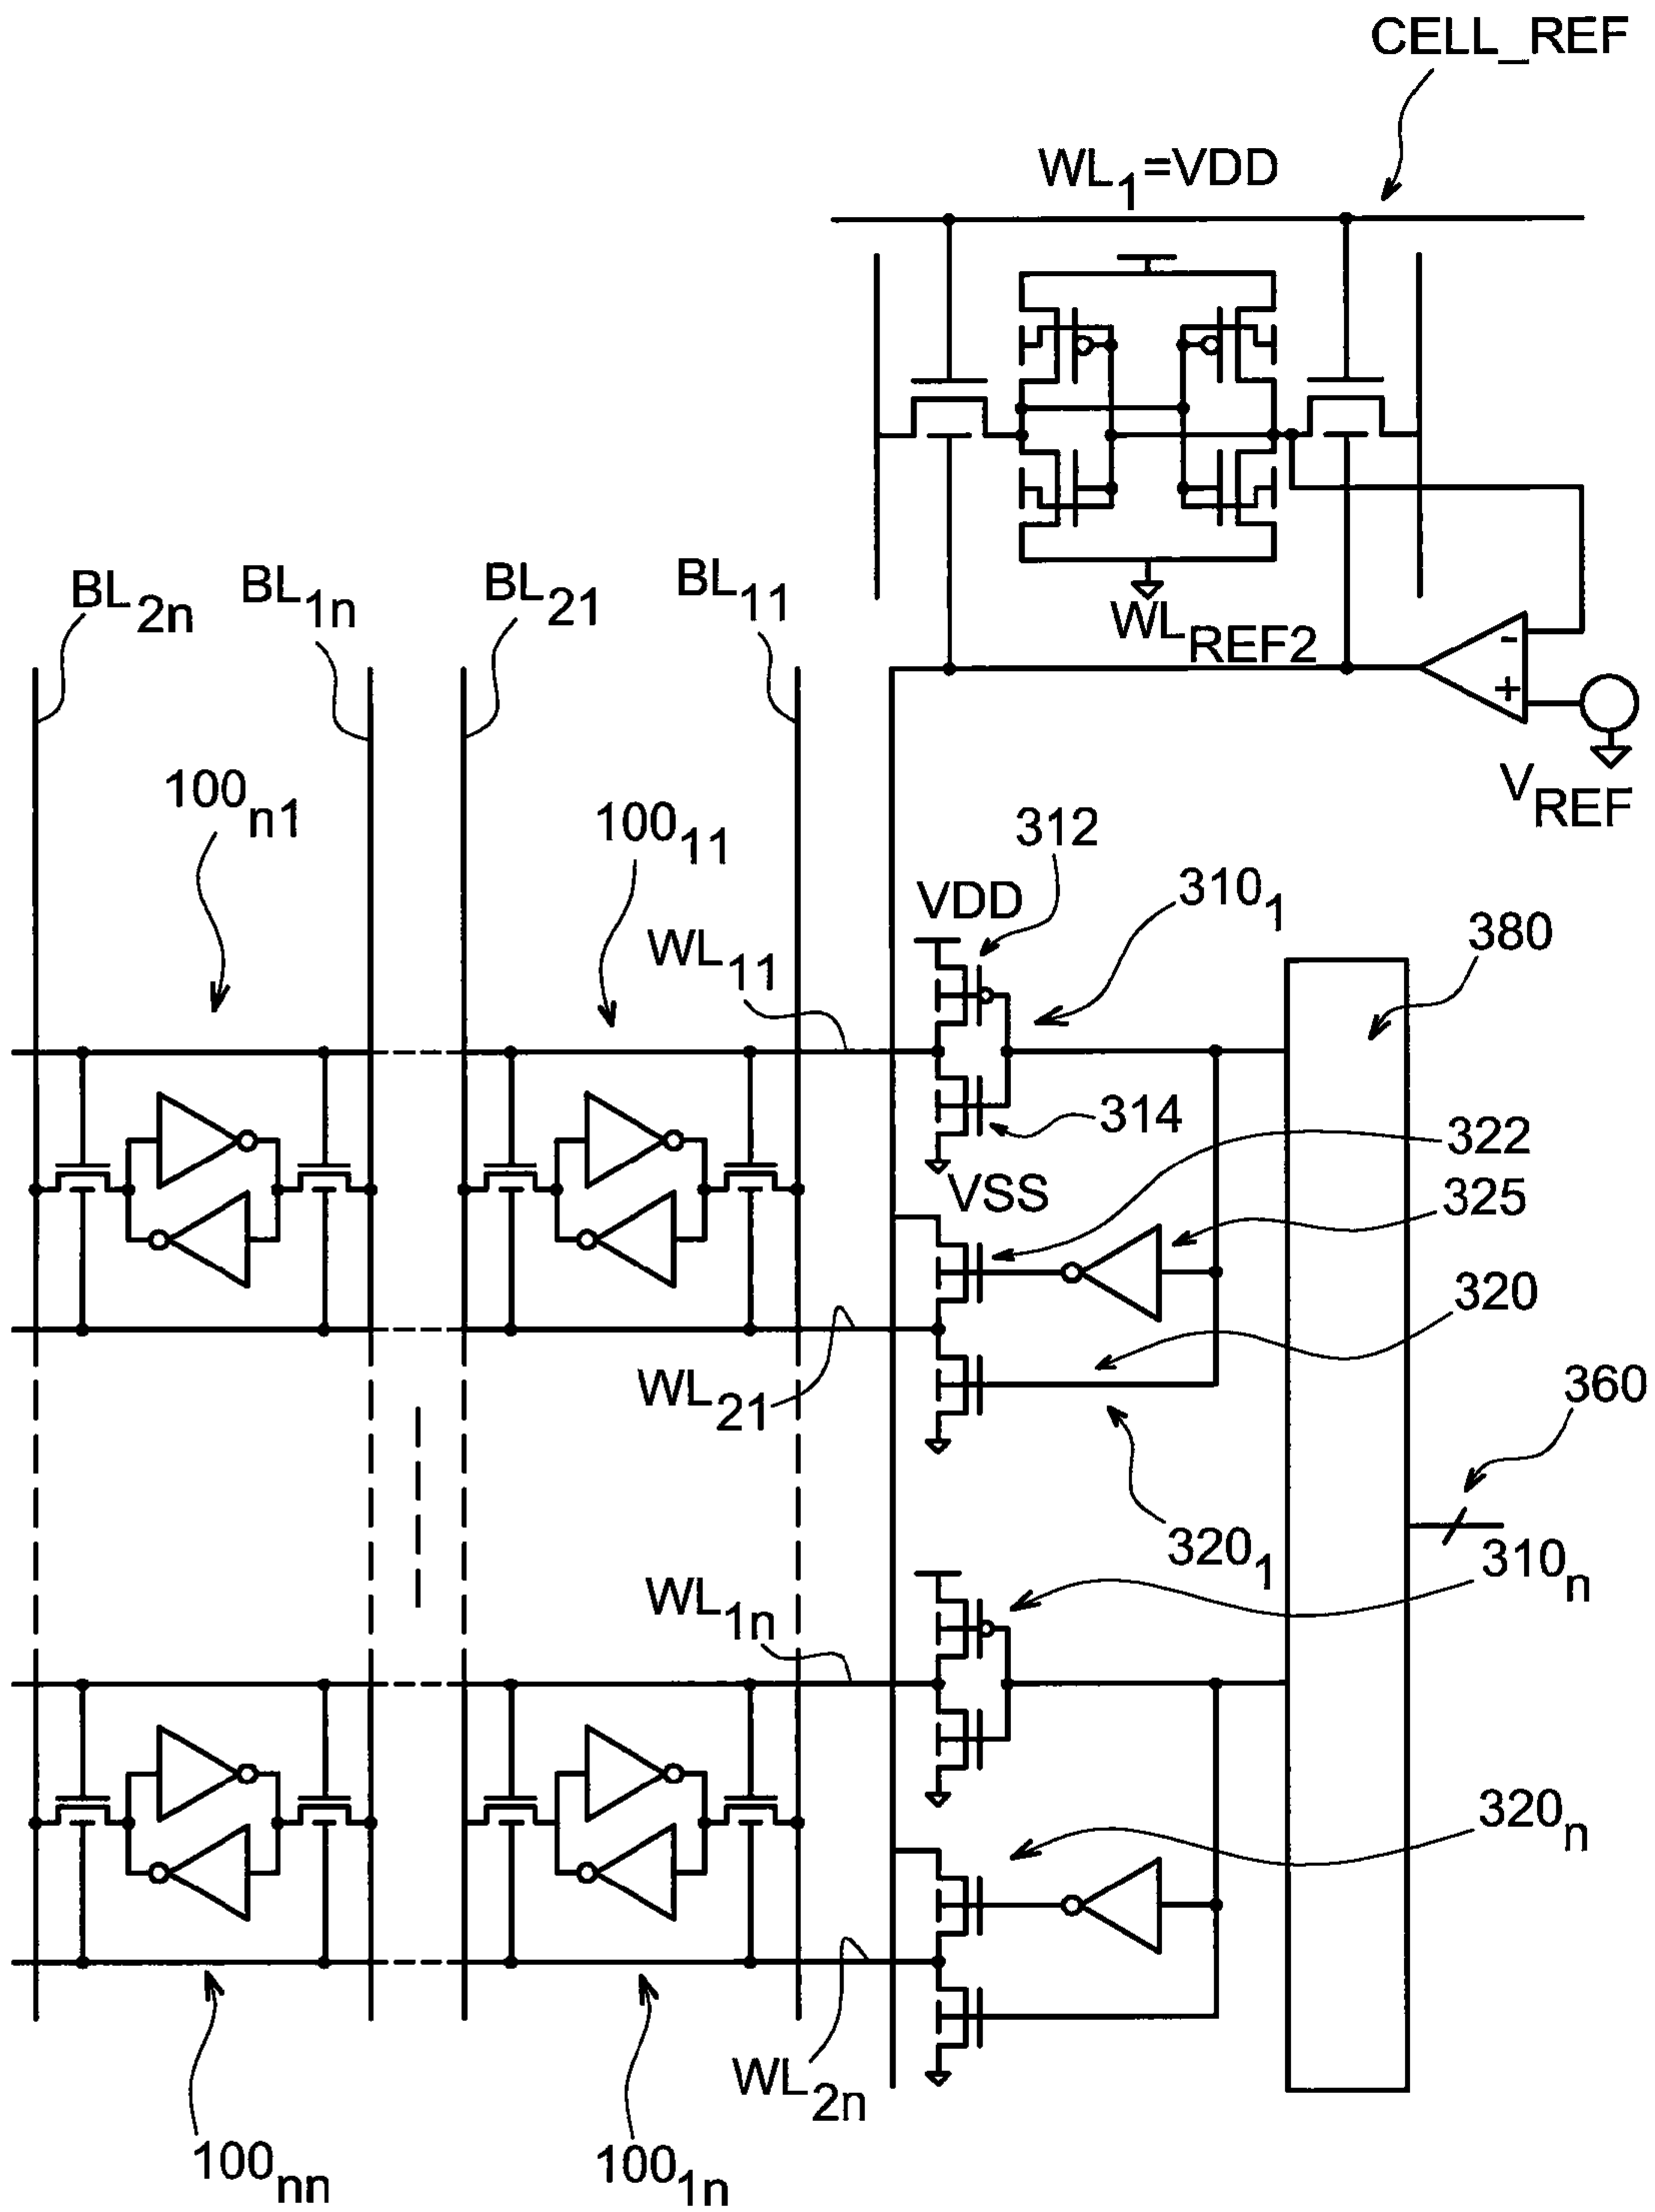 CELL_REF
WL1=VDD
BL2n
BL1n
BL21
BL11
WLREF2
-
+
VREF
100n1
10011
312
VDD
3101
380
WL11
314
322
VSS
325
320
WL21
360
3201
310n
WL1n
320n
WL2n
100nn
1001n